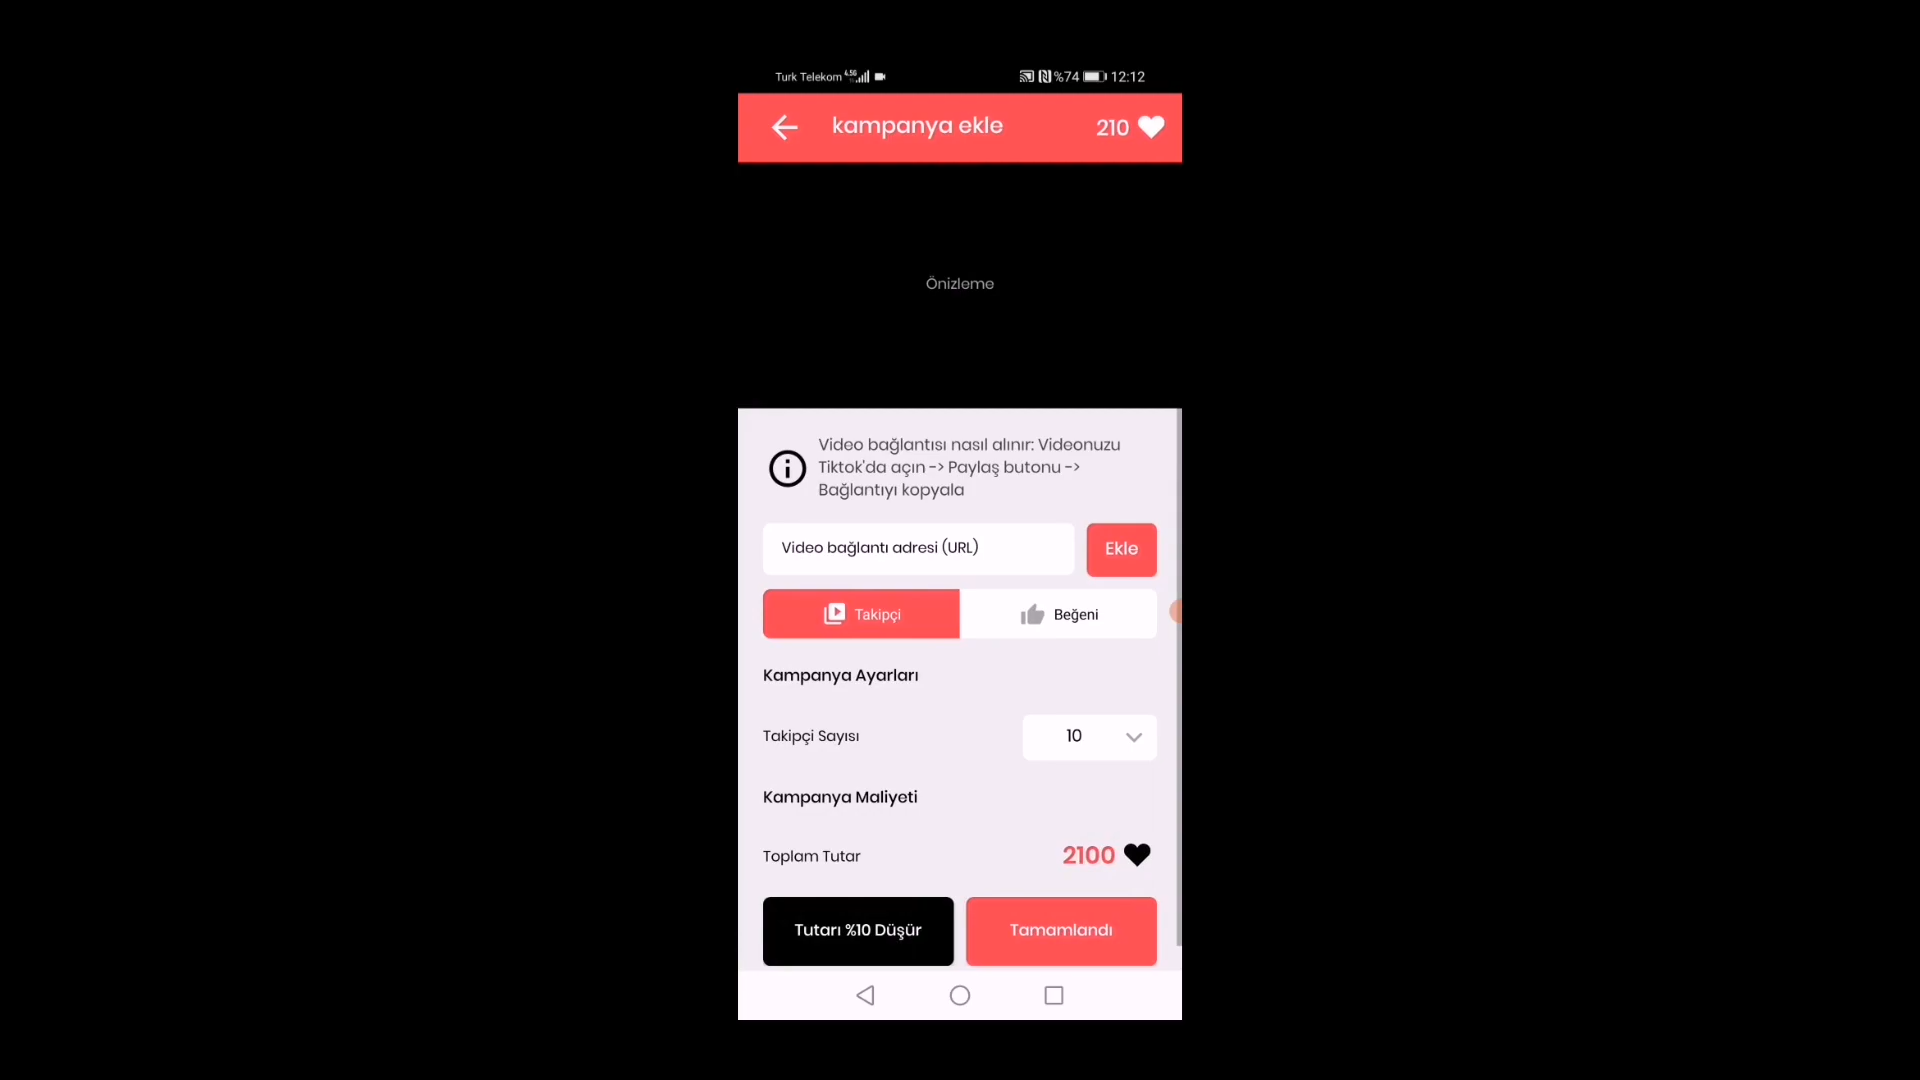 Turk Telekom 4.5G %74 12:12
kampanya ekle 210
Önizleme
Video bağlantısı nasıl alınır: Videonuzu
Tiktok'da açın -> Paylaş butonu ->
Bağlantıyı kopyala
Video bağlantı adresi (URL) Ekle
Takipçi Beğeni
Kampanya Ayarları
Takipçi Sayısı 10
Kampanya Maliyeti
Toplam Tutar 2100
Tutarı %10 Düşür Tamamlandı